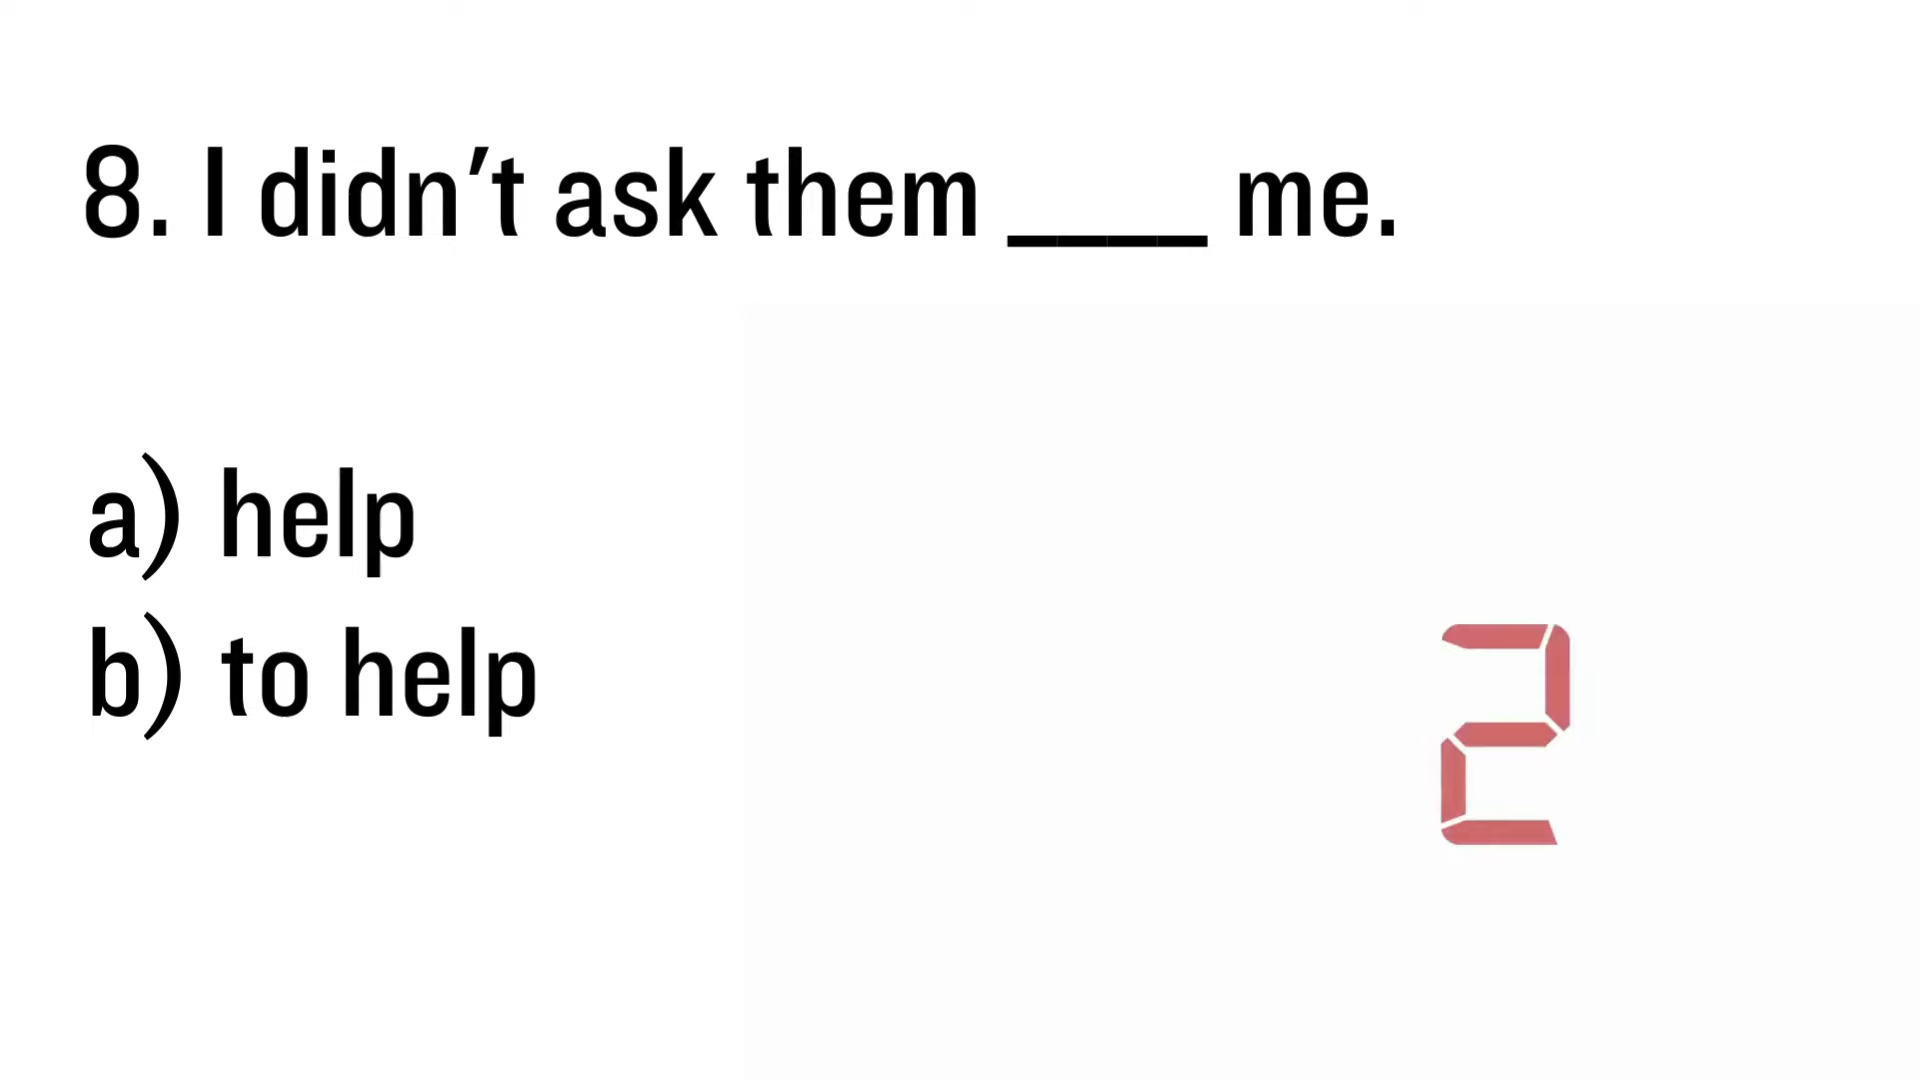 8. I didn't ask them ____ me.
a) help
b) to help
2